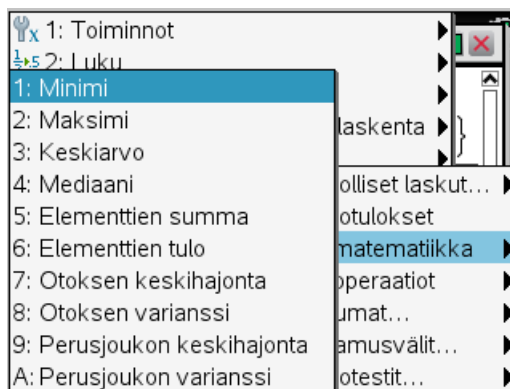 1: Toiminnot
2: Luku
1: Minimi
2: Maksimi
3: Keskiarvo
4: Mediaani
5: Elementtien summa
6: Elementtien tulo
7: Otoksen keskihajonta
8: Otoksen varianssi
9: Perusjoukon keskihajonta
A: Perusjoukon varianssi
laskenta
olliset laskut...
otulokset
matematiikka
operaatiot
umat...
amusvälit...
otestit...